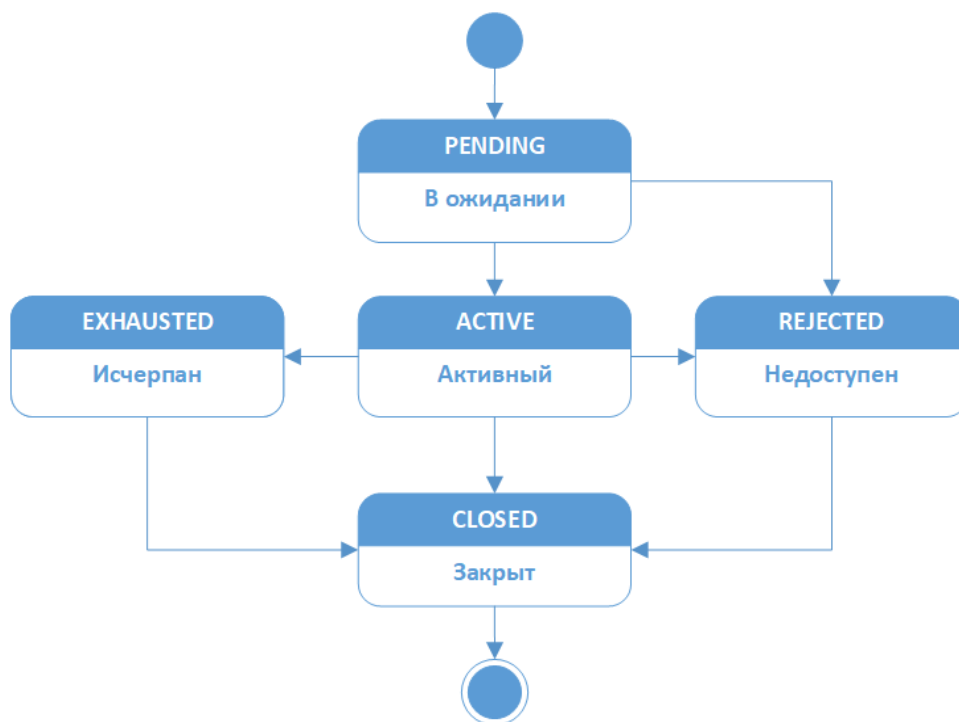 PENDING
В ожидании
EXHAUSTED
Исчерпан
ACTIVE
Активный
REJECTED
Недоступен
CLOSED
Закрыт